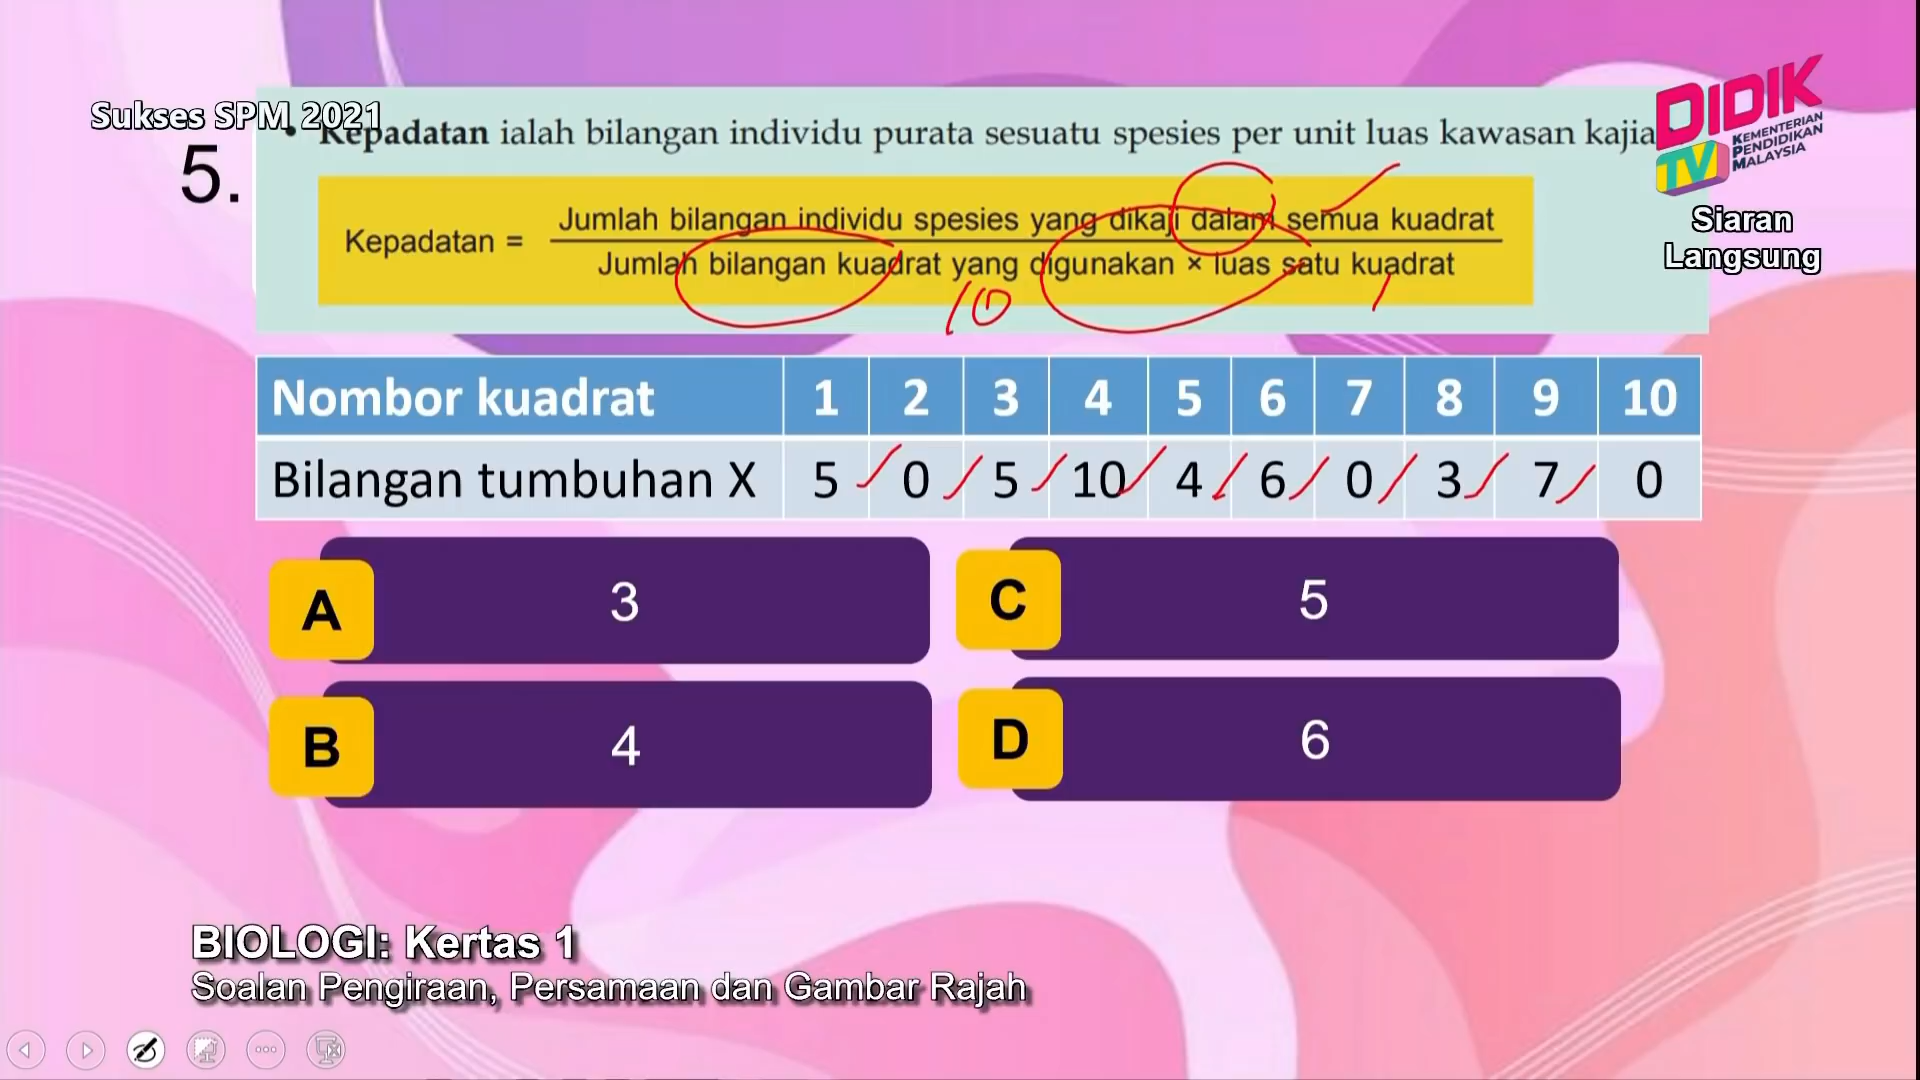 Sukses SPM 2021
5.
• Kepadatan ialah bilangan individu purata sesuatu spesies per unit luas kawasan kajia
Kepadatan = Jumlah bilangan individu spesies yang dikaji dalam semua kuadrat
Jumlah bilangan kuadrat yang digunakan × luas satu kuadrat
10
1
DIDIK
TV
KEMENTERIAN
PENDIDIKAN
MALAYSIA
Siaran
Langsung
Nombor kuadrat 1 2 3 4 5 6 7 8 9 10
Bilangan tumbuhan X 5 0 5 10 4 6 0 3 7 0
A 3
C 5
B 4
D 6
BIOLOGI: Kertas 1
Soalan Pengiraan, Persamaan dan Gambar Rajah